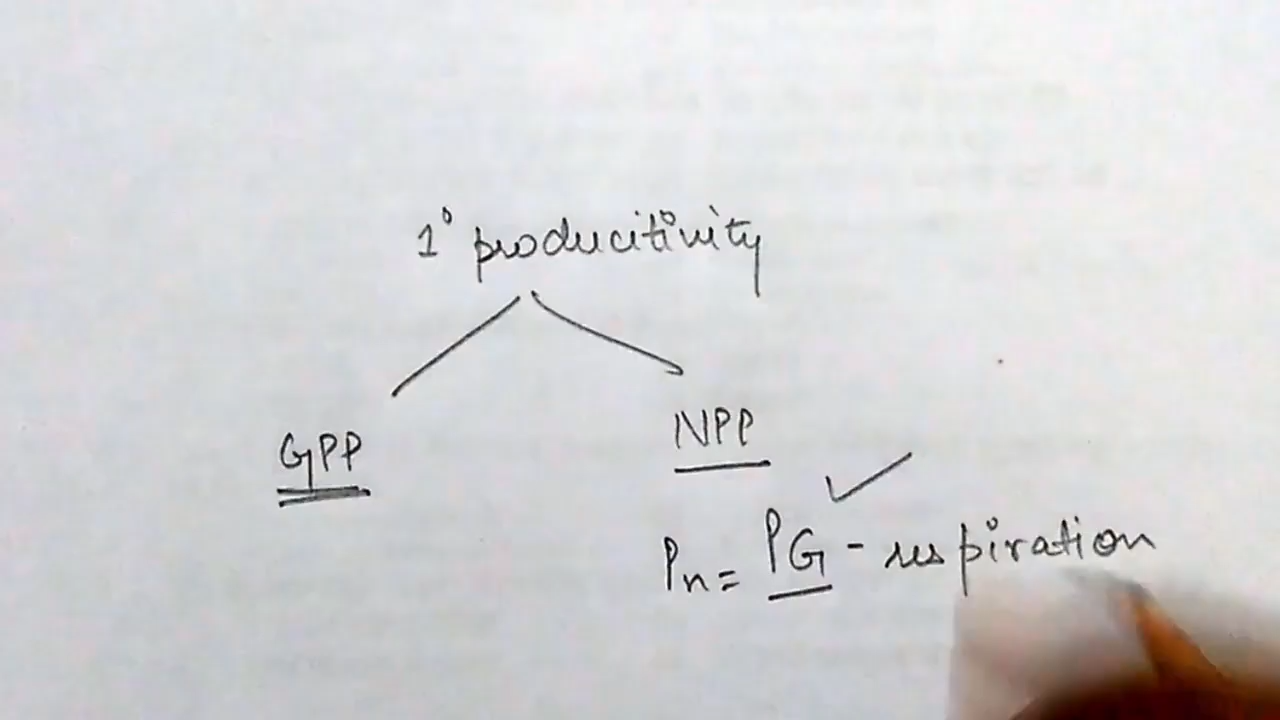 1° producitivity
GPP
NPP
Pn = PG - respiration